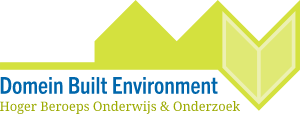 Domein Built Environment
Hoger Beroeps Onderwijs & Onderzoek